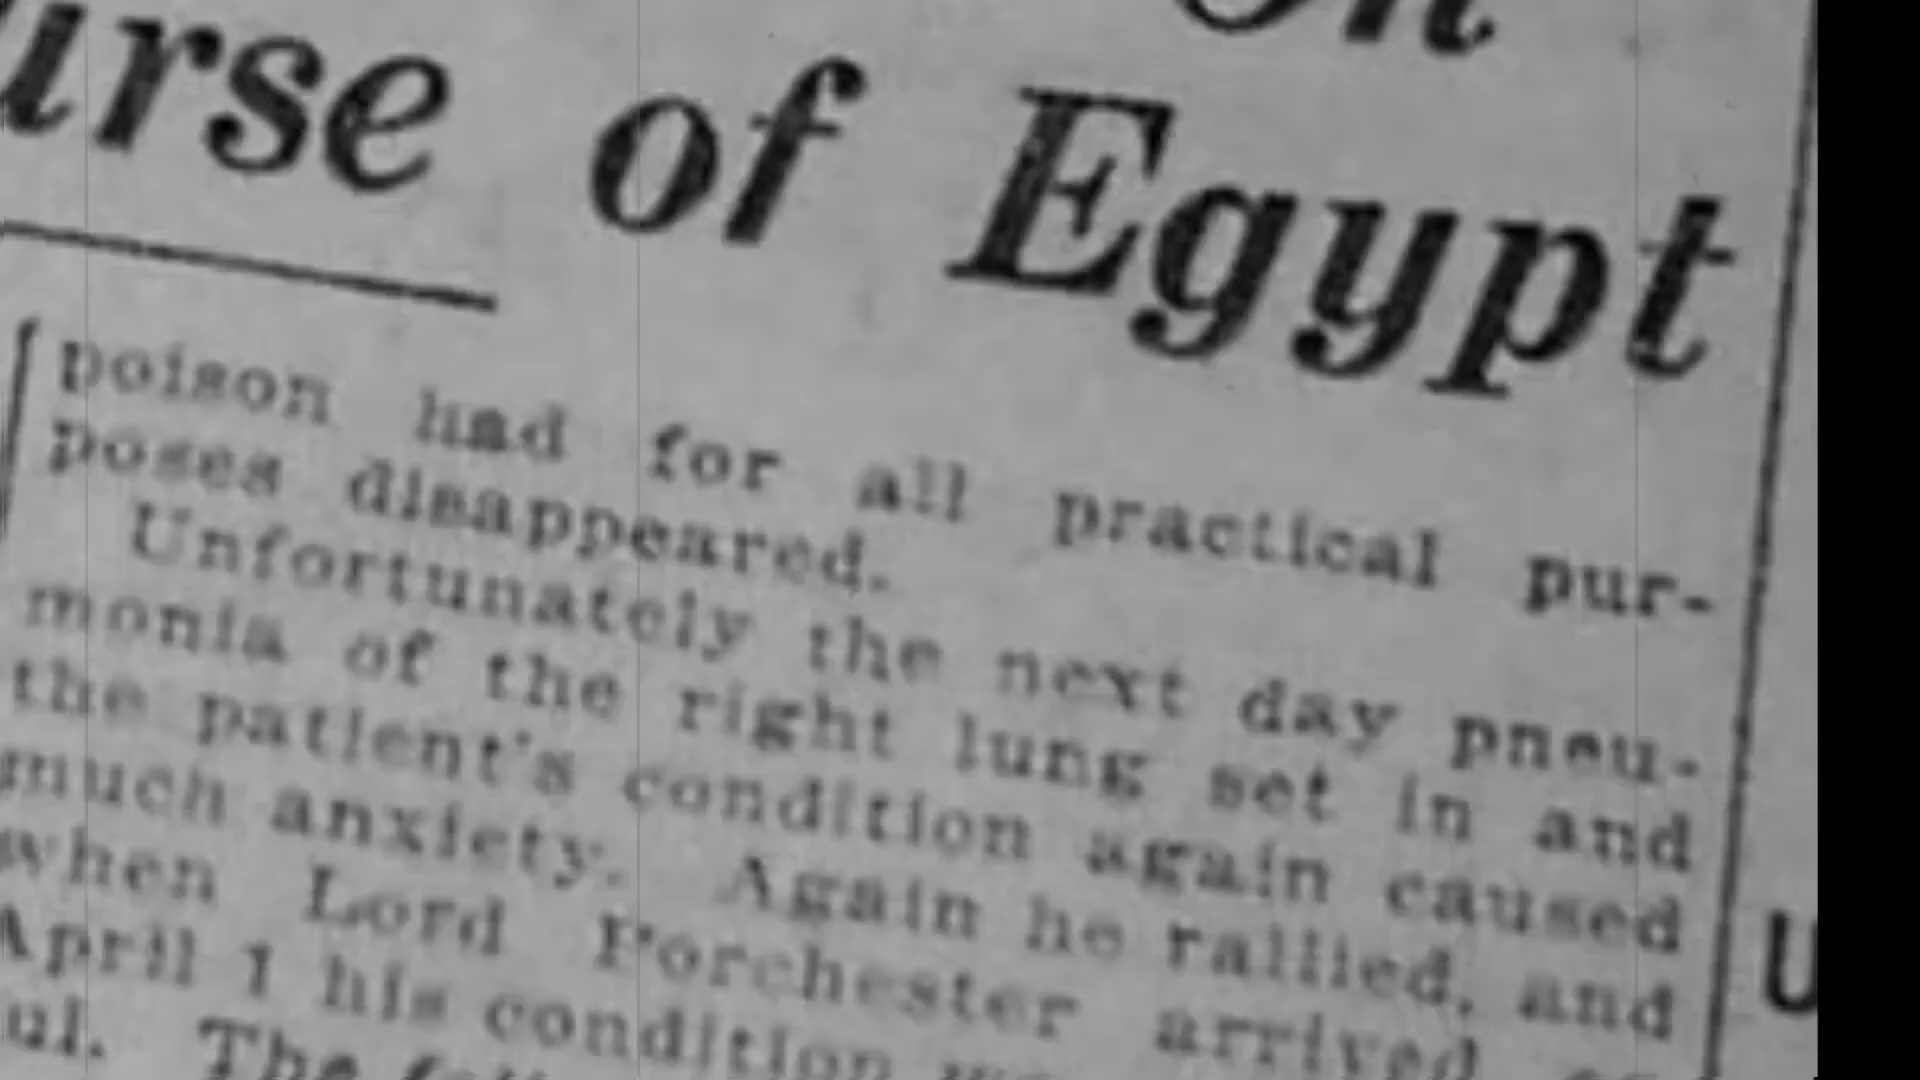 urse of Egypt
poison had for all practical pur-
poses disappeared.
Unfortunately the next day pneu-
monia of the right lung set in and
the patient's condition again caused
much anxiety. Again he rallied, and
when Lord Porchester arrived
April 1 his condition
ul. The
U